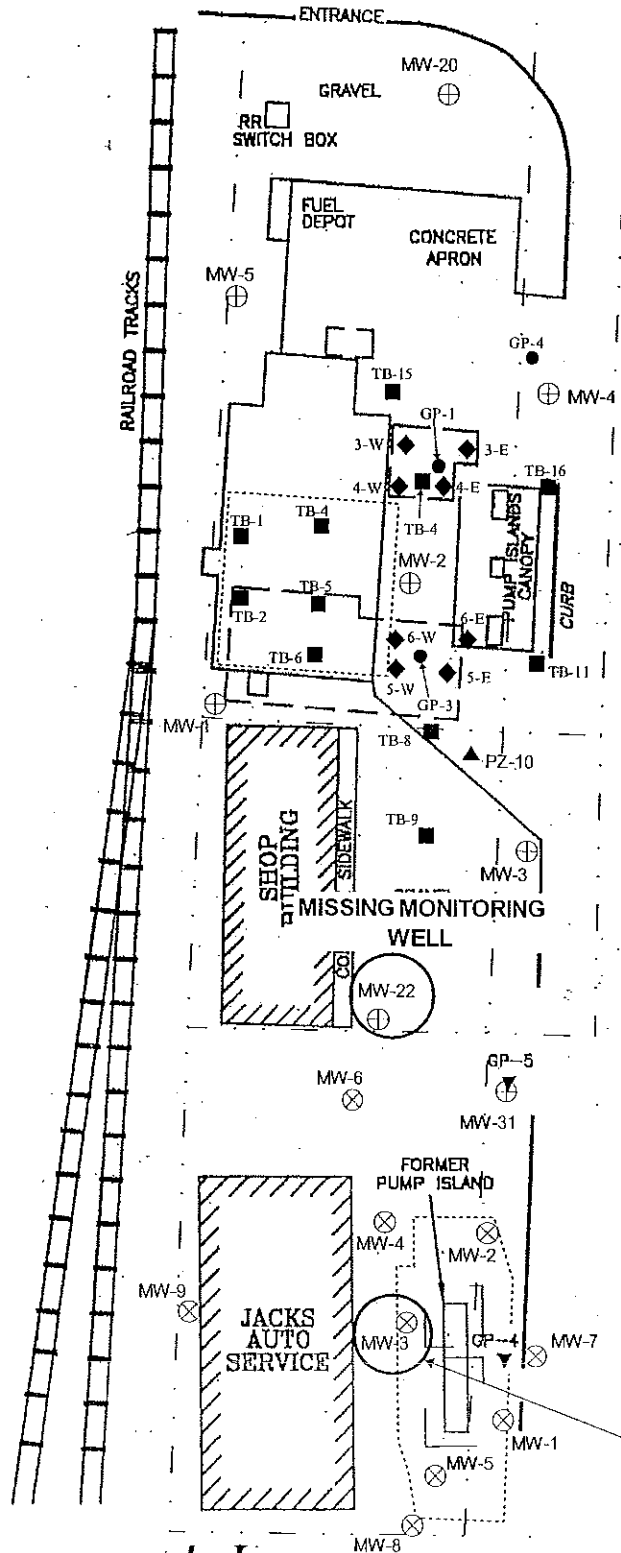 ENTRANCE
MW-20
GRAVEL
RR
SWITCH BOX
FUEL
DEPOT
CONCRETE
APRON
MW-5
RAILROAD TRACKS
GP-4
TB-15
MW-4
GP-1
3-W
3-E
TB-16
4-W
4-E
TB-4
TB-1
TB-4
MW-2
PUMP ISLANDS
CANOPY
CURB
TB-2
TB-5
6-W
6-E
TB-6
5-W
5-E
TB-11
GP-3
MW-1
TB-8
PZ-10
SHOP
BUILDING
SIDEWALK
TB-9
MW-3
MISSING MONITORING
WELL
MW-22
GP-5
MW-6
MW-31
FORMER
PUMP ISLAND
MW-4
MW-2
MW-9
JACKS
AUTO
SERVICE
MW-3
GP-4
MW-7
MW-1
MW-5
MW-8